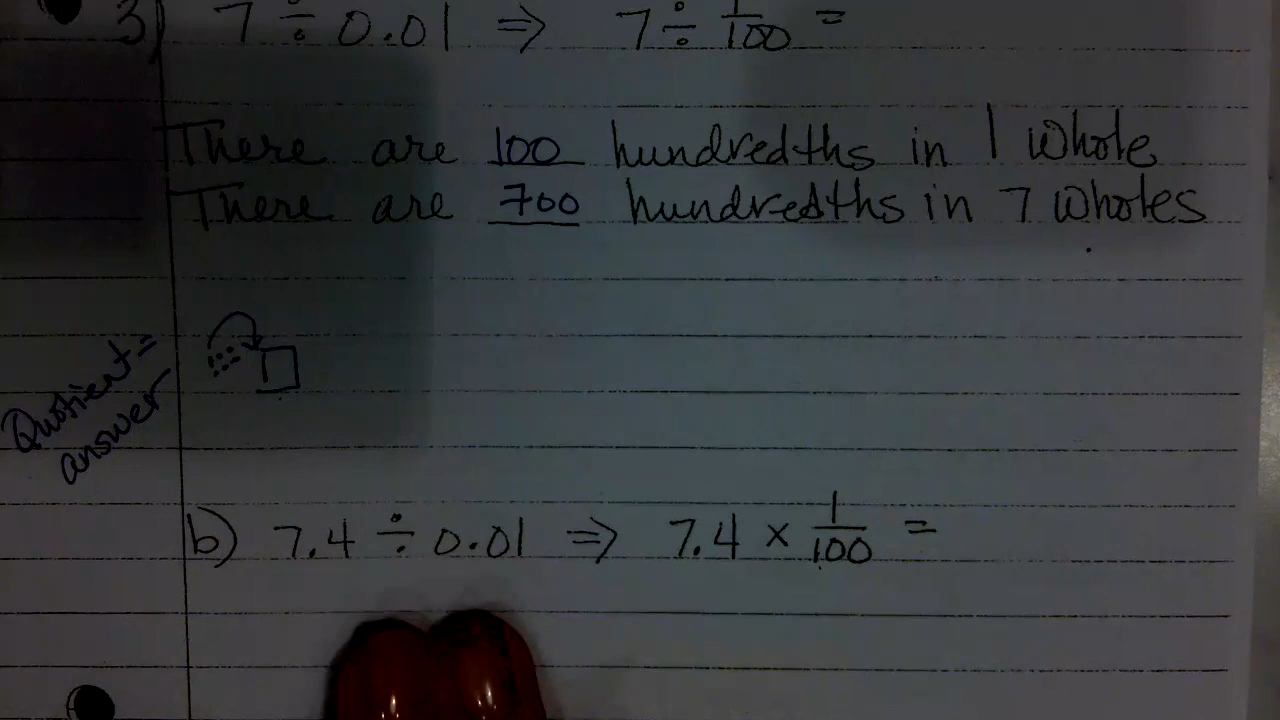 3) 7 ÷ 0.01 ⇒ 7 ÷ 1/100 =
There are 100 hundredths in 1 whole
There are 700 hundredths in 7 wholes
Quotient =
answer
b) 7.4 ÷ 0.01 ⇒ 7.4 × 1/100 =